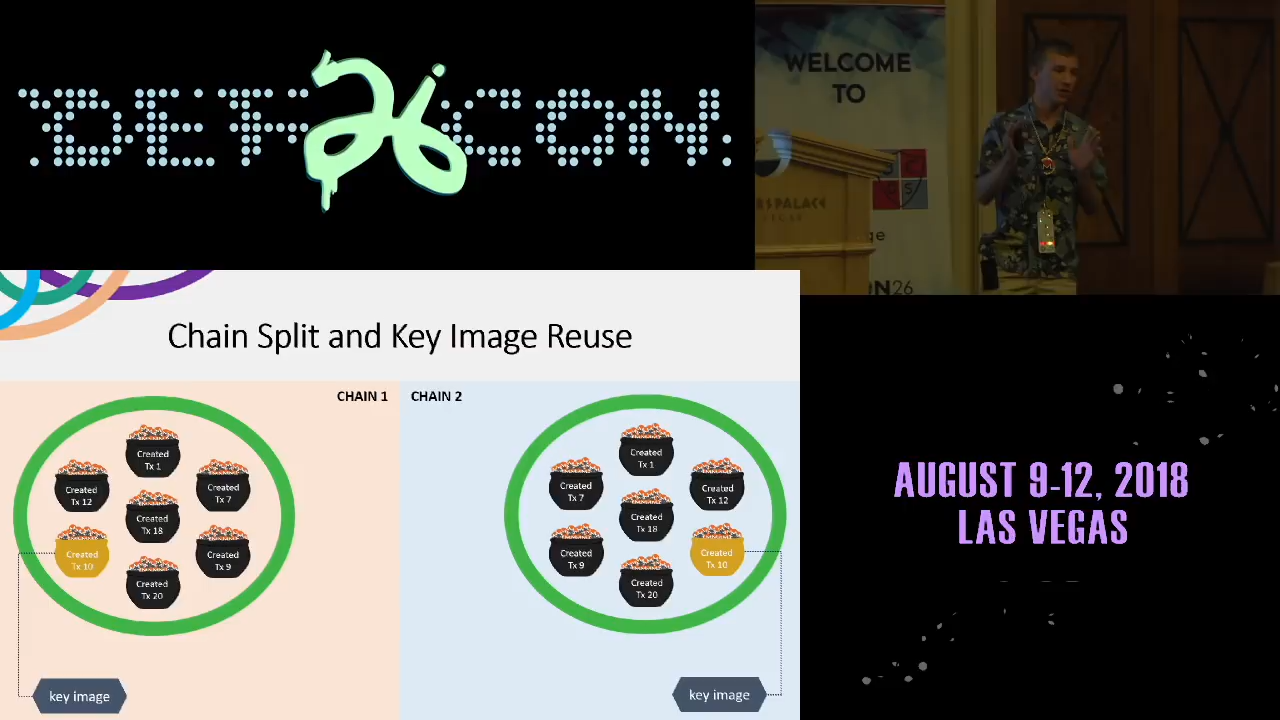 DEF 26 CON
WELCOME
TO
Chain Split and Key Image Reuse
CHAIN 1
CHAIN 2
Created
Tx 1
Created
Tx 12
Created
Tx 7
Created
Tx 18
Created
Tx 10
Created
Tx 9
Created
Tx 20
key image
Created
Tx 1
Created
Tx 7
Created
Tx 12
Created
Tx 18
Created
Tx 9
Created
Tx 10
Created
Tx 20
key image
AUGUST 9-12, 2018
LAS VEGAS